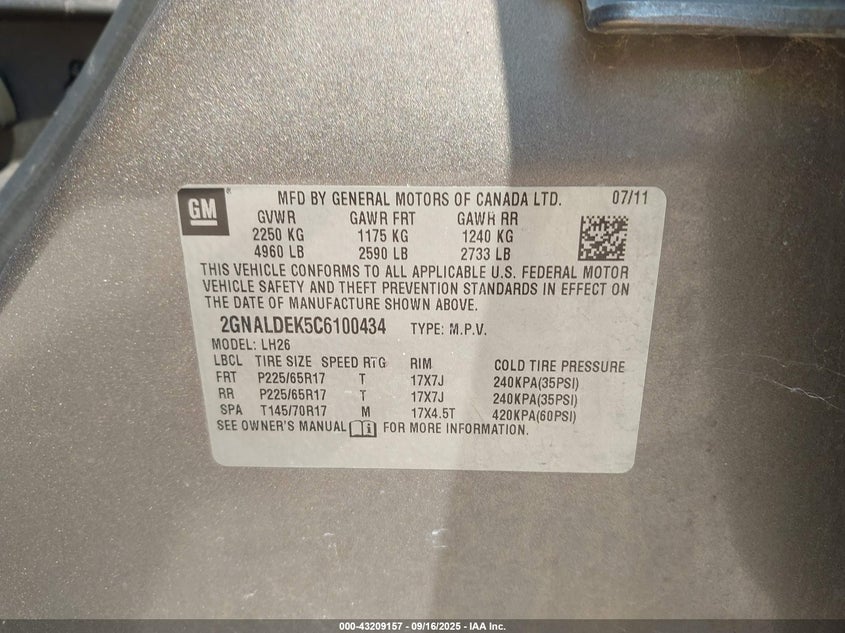 GM®
MFD BY GENERAL MOTORS OF CANADA LTD. 07/11
GVWR GAWR FRT GAWR RR
2250 KG 1175 KG 1240 KG
4960 LB 2590 LB 2733 LB
THIS VEHICLE CONFORMS TO ALL APPLICABLE U.S. FEDERAL MOTOR
VEHICLE SAFETY AND THEFT PREVENTION STANDARDS IN EFFECT ON
THE DATE OF MANUFACTURE SHOWN ABOVE.
2GNALDEK5C6100434 TYPE: M.P.V.
MODEL: LH26
LBCL TIRE SIZE SPEED RTG RIM COLD TIRE PRESSURE
FRT P225/65R17 T 17X7J 240KPA(35PSI)
RR P225/65R17 T 17X7J 240KPA(35PSI)
SPA T145/70R17 M 17X4.5T 420KPA(60PSI)
SEE OWNER'S MANUAL i FOR MORE INFORMATION.
000-43209157 - 09/16/2025 - IAA Inc.